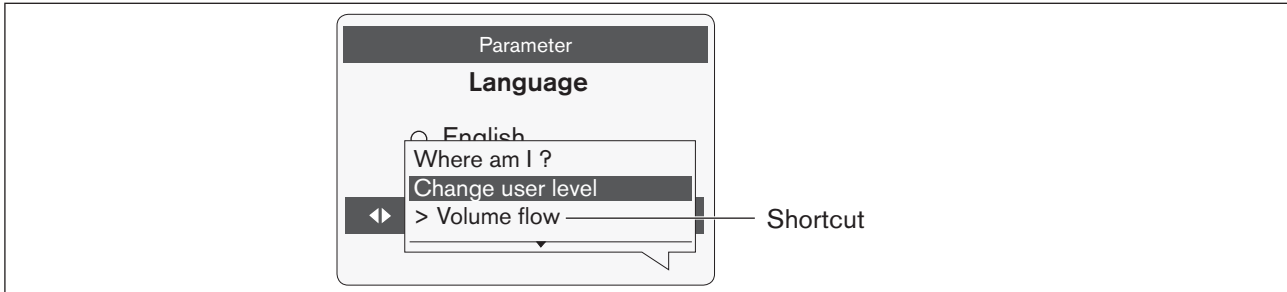 Parameter
Language
English
Where am I ?
Change user level
> Volume flow
Shortcut